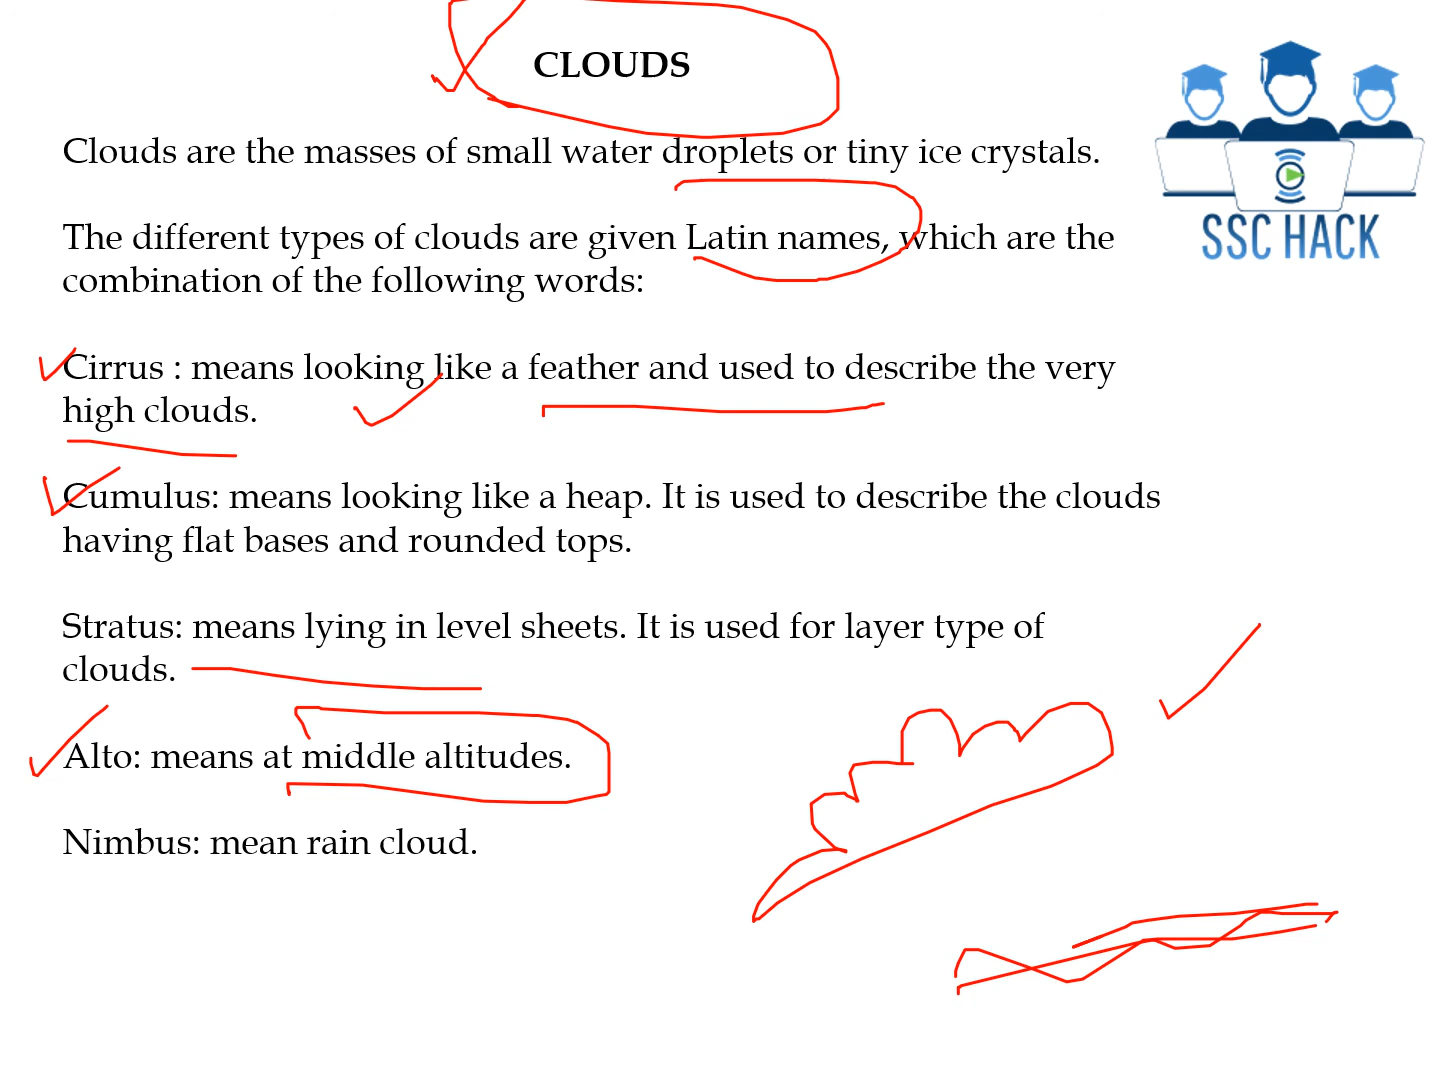 CLOUDS
Clouds are the masses of small water droplets or tiny ice crystals.
The different types of clouds are given Latin names, which are the
combination of the following words:
SSC HACK
Cirrus : means looking like a feather and used to describe the very
high clouds.
Cumulus: means looking like a heap. It is used to describe the clouds
having flat bases and rounded tops.
Stratus: means lying in level sheets. It is used for layer type of
clouds.
Alto: means at middle altitudes.
Nimbus: mean rain cloud.